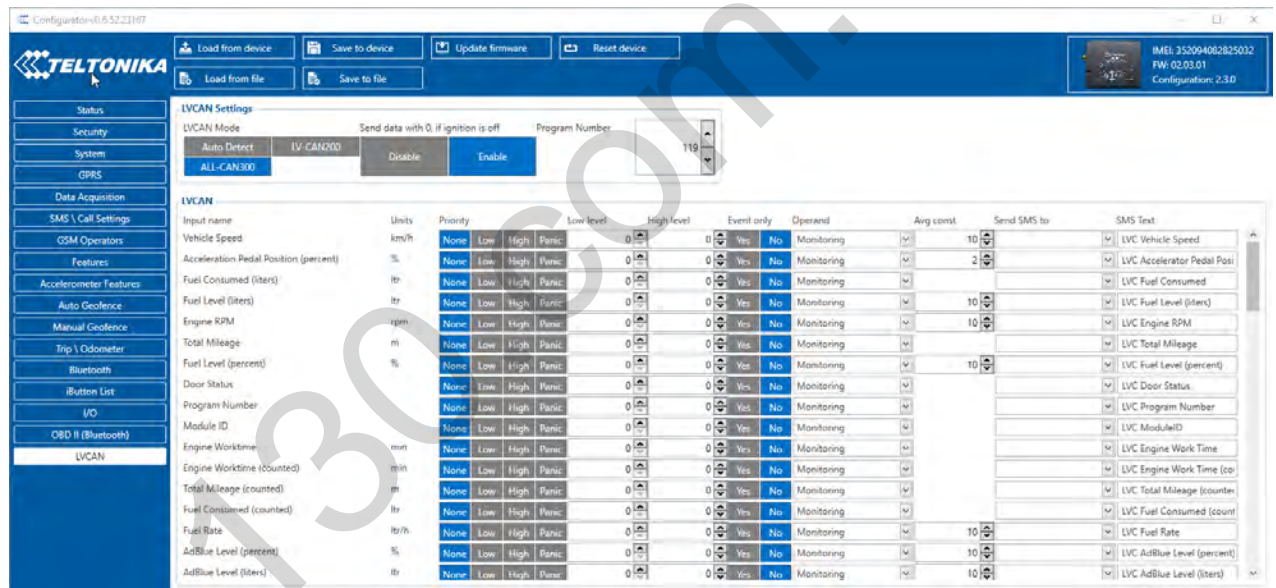 Configurator-v0.6.52.23167
TELTONIKA
Load from device Save to device Update firmware Reset device
Load from file Save to file
IMEI: 352094082825032
FW: 02.03.01
Configuration: 2.3.0
Status
Security
System
GPRS
Data Acquisition
SMS \ Call Settings
GSM Operators
Features
Accelerometer Features
Auto Geofence
Manual Geofence
Trip \ Odometer
Bluetooth
iButton List
I/O
OBD II (Bluetooth)
LVCAN
LVCAN Settings
LVCAN Mode Send data with 0, if ignition is off Program Number
Auto Detect LV-CAN200 Disable Enable 119
ALL-CAN300
LVCAN
Input name Units Priority Low level High level Event only Operand Avg const. Send SMS to SMS Text
Vehicle Speed km/h None Low High Panic 0 0 Yes No Monitoring 10 LVC Vehicle Speed
Acceleration Pedal Position (percent) % None Low High Panic 0 0 Yes No Monitoring 2 LVC Accelerator Pedal Posi
Fuel Consumed (liters) ltr None Low High Panic 0 0 Yes No Monitoring LVC Fuel Consumed
Fuel Level (liters) ltr None Low High Panic 0 0 Yes No Monitoring 10 LVC Fuel Level (liters)
Engine RPM rpm None Low High Panic 0 0 Yes No Monitoring 10 LVC Engine RPM
Total Mileage m None Low High Panic 0 0 Yes No Monitoring LVC Total Mileage
Fuel Level (percent) % None Low High Panic 0 0 Yes No Monitoring 10 LVC Fuel Level (percent)
Door Status None Low High Panic 0 0 Yes No Monitoring LVC Door Status
Program Number None Low High Panic 0 0 Yes No Monitoring LVC Program Number
Module ID None Low High Panic 0 0 Yes No Monitoring LVC ModuleID
Engine Worktime min None Low High Panic 0 0 Yes No Monitoring LVC Engine Work Time
Engine Worktime (counted) min None Low High Panic 0 0 Yes No Monitoring LVC Engine Work Time (co
Total Mileage (counted) m None Low High Panic 0 0 Yes No Monitoring LVC Total Mileage (counte
Fuel Consumed (counted) ltr None Low High Panic 0 0 Yes No Monitoring LVC Fuel Consumed (count
Fuel Rate ltr/h None Low High Panic 0 0 Yes No Monitoring 10 LVC Fuel Rate
AdBlue Level (percent) % None Low High Panic 0 0 Yes No Monitoring 10 LVC AdBlue Level (percent)
AdBlue Level (liters) ltr None Low High Panic 0 0 Yes No Monitoring 10 LVC AdBlue Level (liters)
130.com.